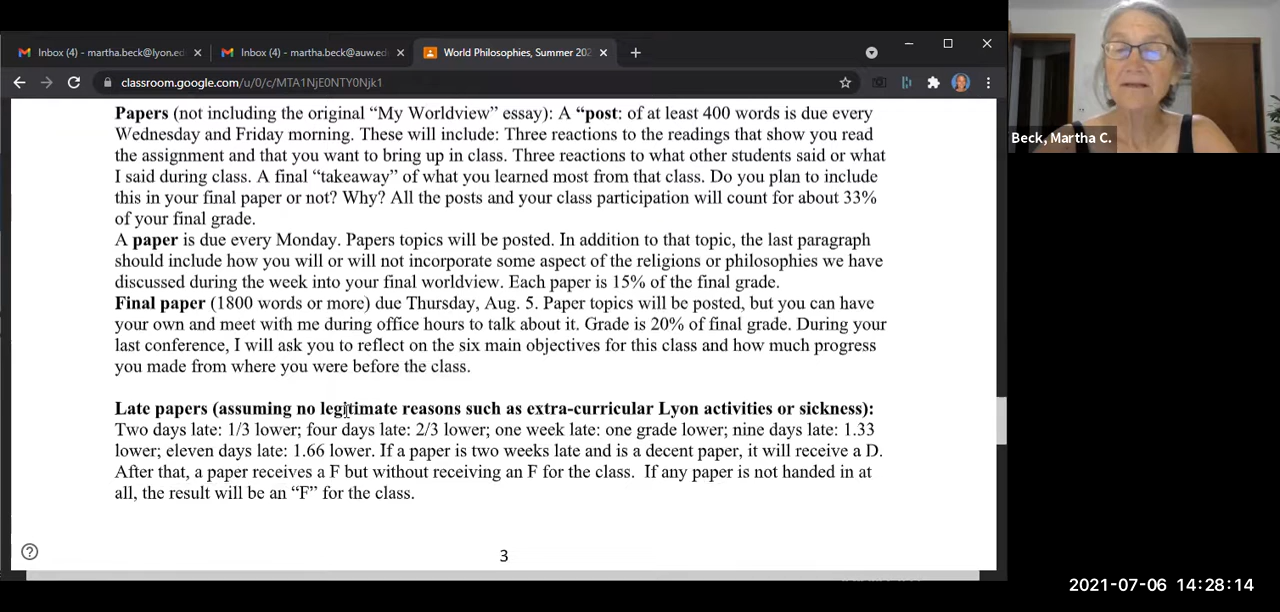 Inbox (4) - martha.beck@lyon.ed
Inbox (4) - martha.beck@auw.ed
World Philosophies, Summer 202
classroom.google.com/u/0/c/MTA1NjE0NTY0Njk1
Papers (not including the original “My Worldview” essay): A “post: of at least 400 words is due every
Wednesday and Friday morning. These will include: Three reactions to the readings that show you read
the assignment and that you want to bring up in class. Three reactions to what other students said or what
I said during class. A final “takeaway” of what you learned most from that class. Do you plan to include
this in your final paper or not? Why? All the posts and your class participation will count for about 33%
of your final grade.
A paper is due every Monday. Papers topics will be posted. In addition to that topic, the last paragraph
should include how you will or will not incorporate some aspect of the religions or philosophies we have
discussed during the week into your final worldview. Each paper is 15% of the final grade.
Final paper (1800 words or more) due Thursday, Aug. 5. Paper topics will be posted, but you can have
your own and meet with me during office hours to talk about it. Grade is 20% of final grade. During your
last conference, I will ask you to reflect on the six main objectives for this class and how much progress
you made from where you were before the class.
Late papers (assuming no legitimate reasons such as extra-curricular Lyon activities or sickness):
Two days late: 1/3 lower; four days late: 2/3 lower; one week late: one grade lower; nine days late: 1.33
lower; eleven days late: 1.66 lower. If a paper is two weeks late and is a decent paper, it will receive a D.
After that, a paper receives a F but without receiving an F for the class.  If any paper is not handed in at
all, the result will be an “F” for the class.
3
Beck, Martha C.
2021-07-06 14:28:14